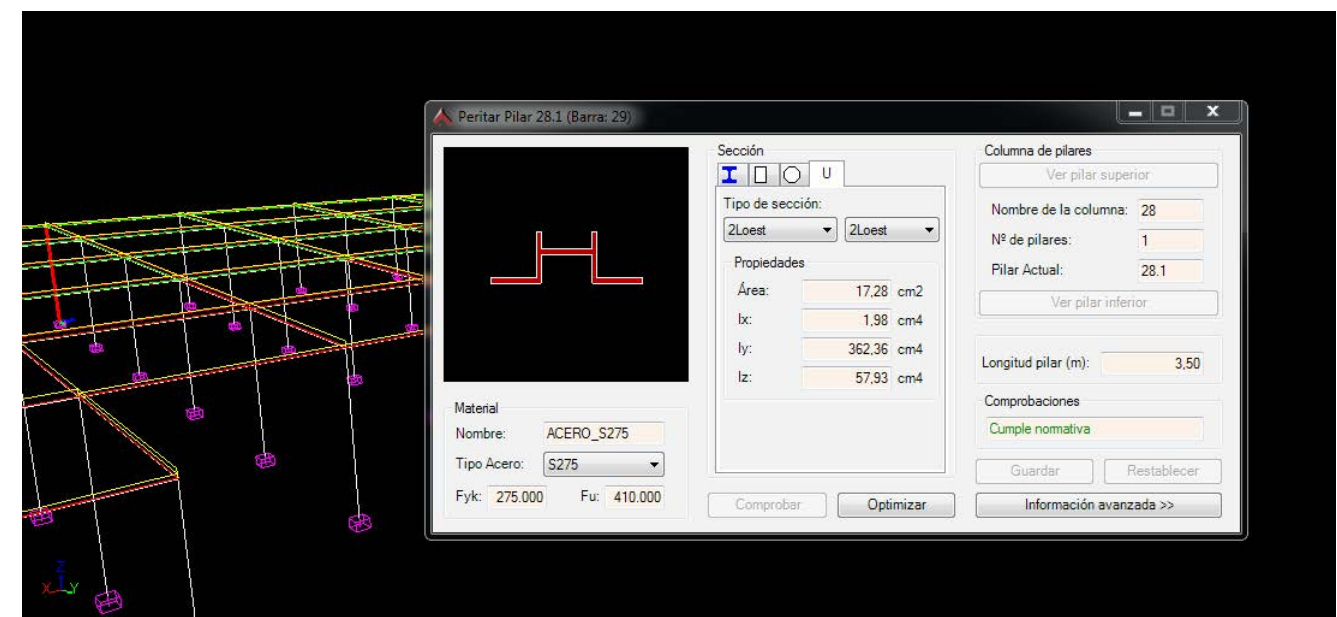 Peritar Pilar 28.1 (Barra: 29)
Sección
U
Tipo de sección:
2Loest 2Loest
Propiedades
Área: 17,28 cm2
Ix: 1,98 cm4
Iy: 362,36 cm4
Iz: 57,93 cm4
Material
Nombre: ACERO_S275
Tipo Acero: S275
Fyk: 275.000 Fu: 410.000
Comprobar Optimizar
Columna de pilares
Ver pilar superior
Nombre de la columna: 28
Nº de pilares: 1
Pilar Actual: 28.1
Ver pilar inferior
Longitud pilar (m): 3,50
Comprobaciones
Cumple normativa
Guardar Restablecer
Información avanzada >>
Z
X Y